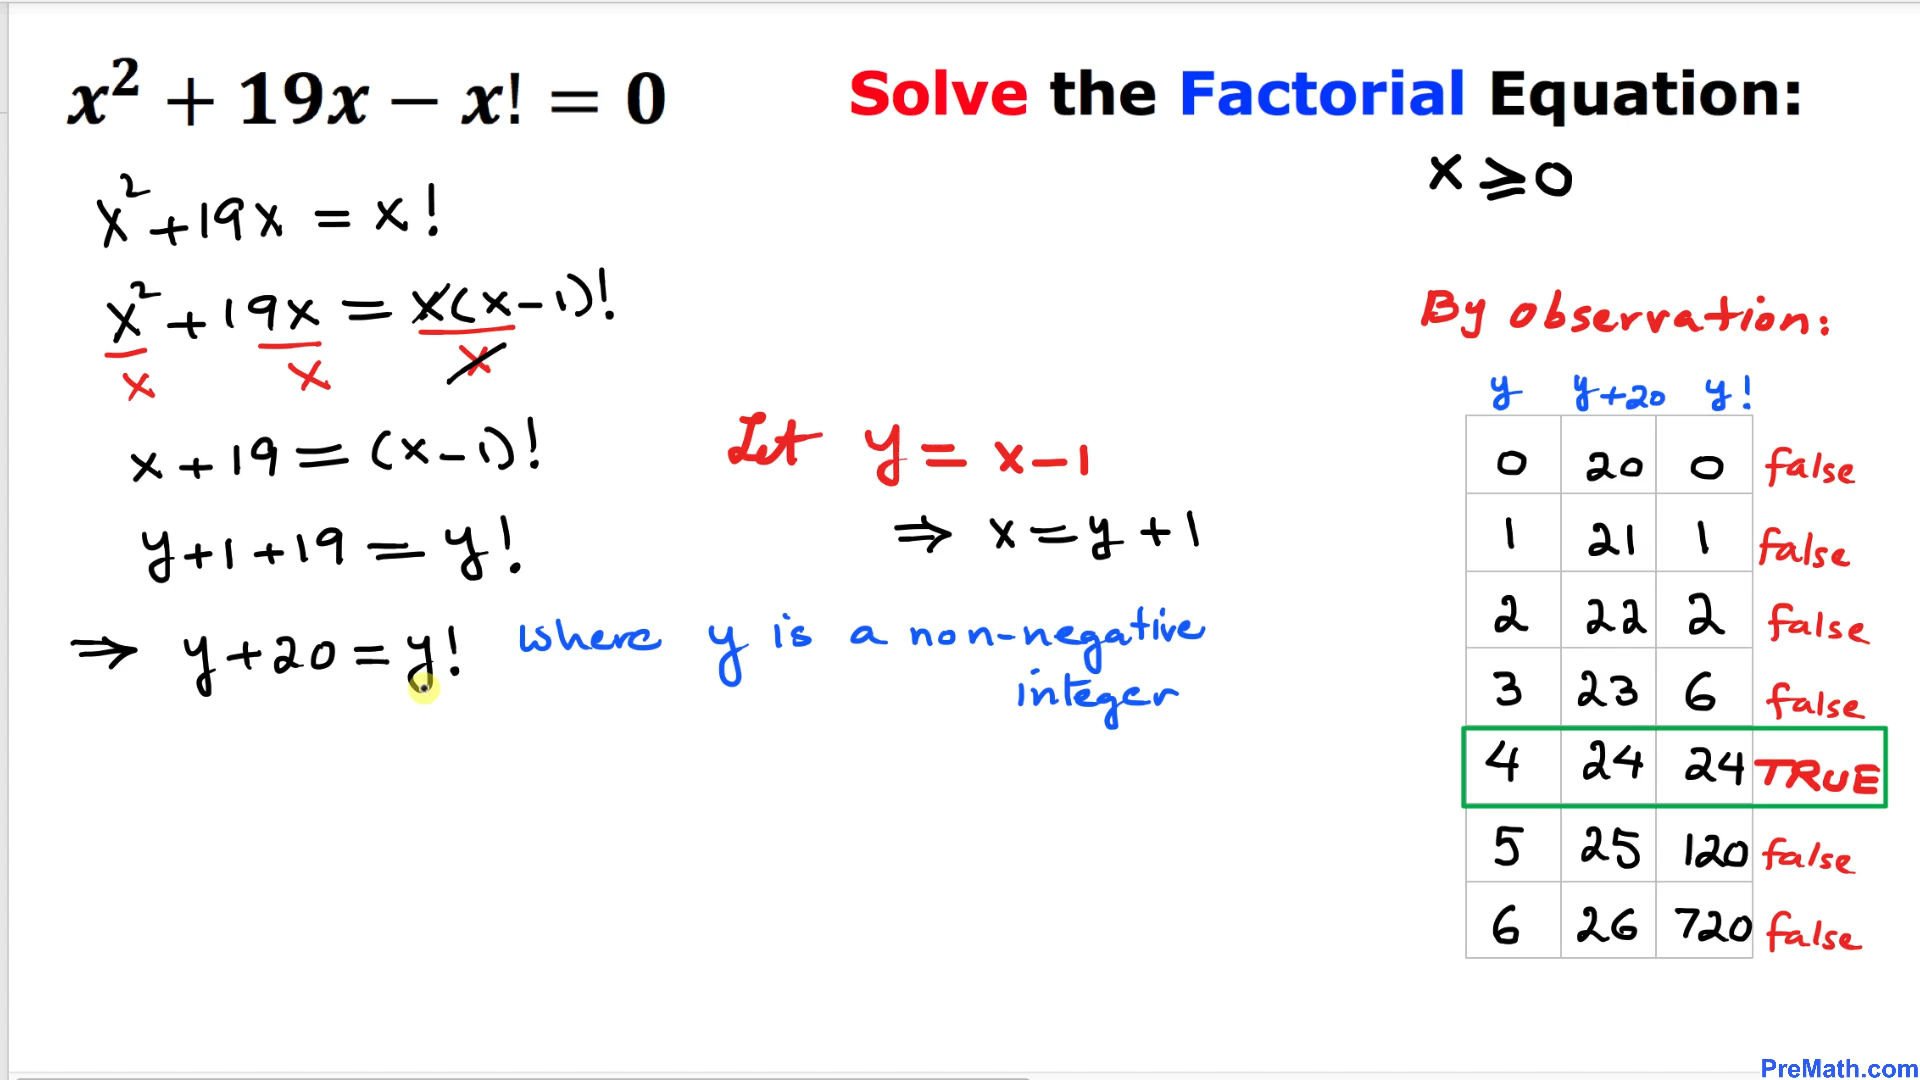 x² + 19x − x! = 0
Solve the Factorial Equation:
x ⩾ 0
x² + 19x = x!
x² + 19x = x(x-1)!
x x x
x + 19 = (x-1)!
Let y = x-1
y+1+19 = y!
⇒ x = y+1
⇒ y+20 = y! where y is a non-negative
integer
By observation:
y y+20 y!
0 20 0 false
1 21 1 false
2 22 2 false
3 23 6 false
4 24 24 TRUE
5 25 120 false
6 26 720 false
PreMath.com